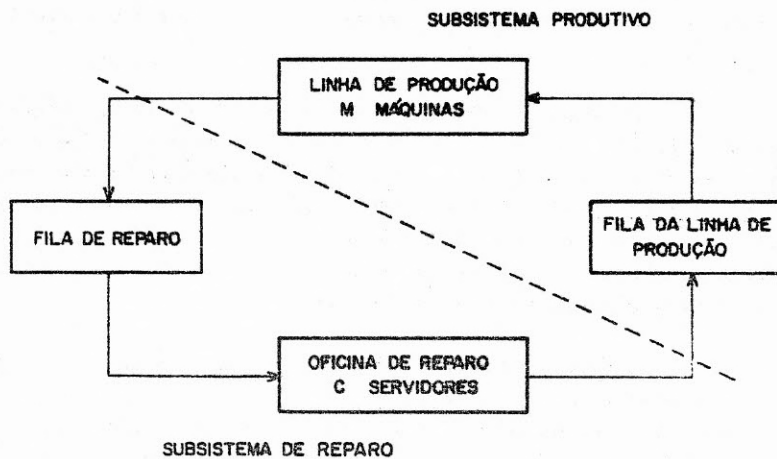 SUBSISTEMA PRODUTIVO
LINHA DE PRODUÇÃO
M MÁQUINAS
FILA DE REPARO
FILA DA LINHA DE
PRODUÇÃO
OFICINA DE REPARO
C SERVIDORES
SUBSISTEMA DE REPARO